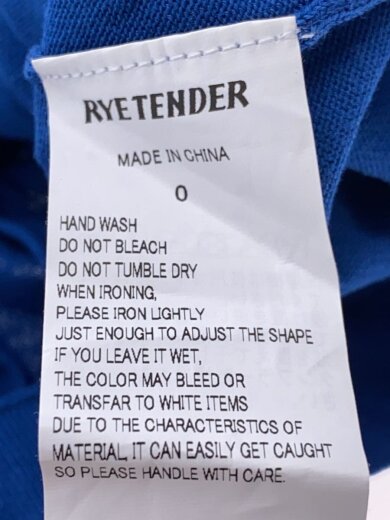 RYETENDER
MADE IN CHINA
0
HAND WASH
DO NOT BLEACH
DO NOT TUMBLE DRY
WHEN IRONING,
PLEASE IRON LIGHTLY
JUST ENOUGH TO ADJUST THE SHAPE
IF YOU LEAVE IT WET,
THE COLOR MAY BLEED OR
TRANSFAR TO WHITE ITEMS
DUE TO THE CHARACTERISTICS OF
MATERIAL, IT CAN EASILY GET CAUGHT
SO PLEASE HANDLE WITH CARE.